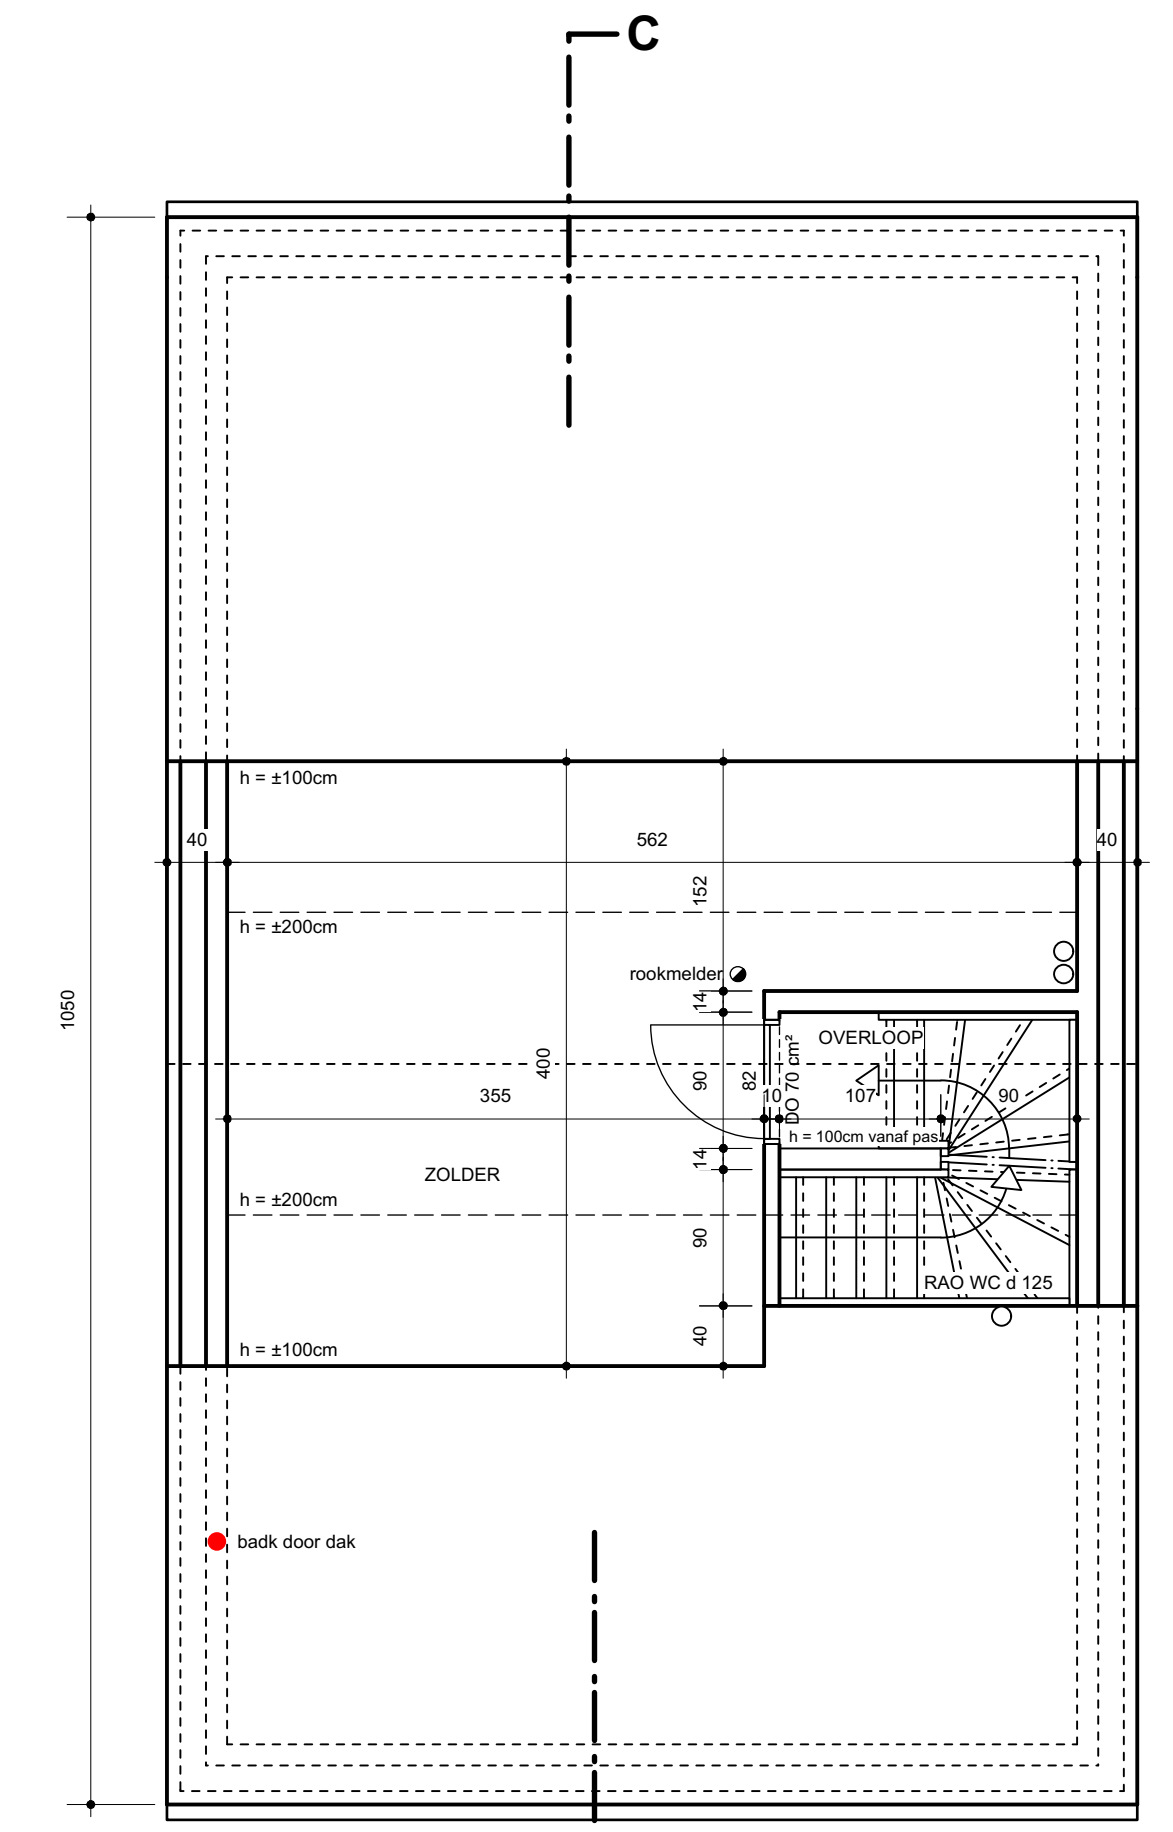 C
h = ±100cm
40
562
40
152
h = ±200cm
rookmelder
14
1050
OVERLOOP
DO 70 cm²
400
90
82
355
10
107
90
h = 100cm vanaf pas.
14
ZOLDER
h = ±200cm
90
RAO WC d 125
40
h = ±100cm
badk door dak